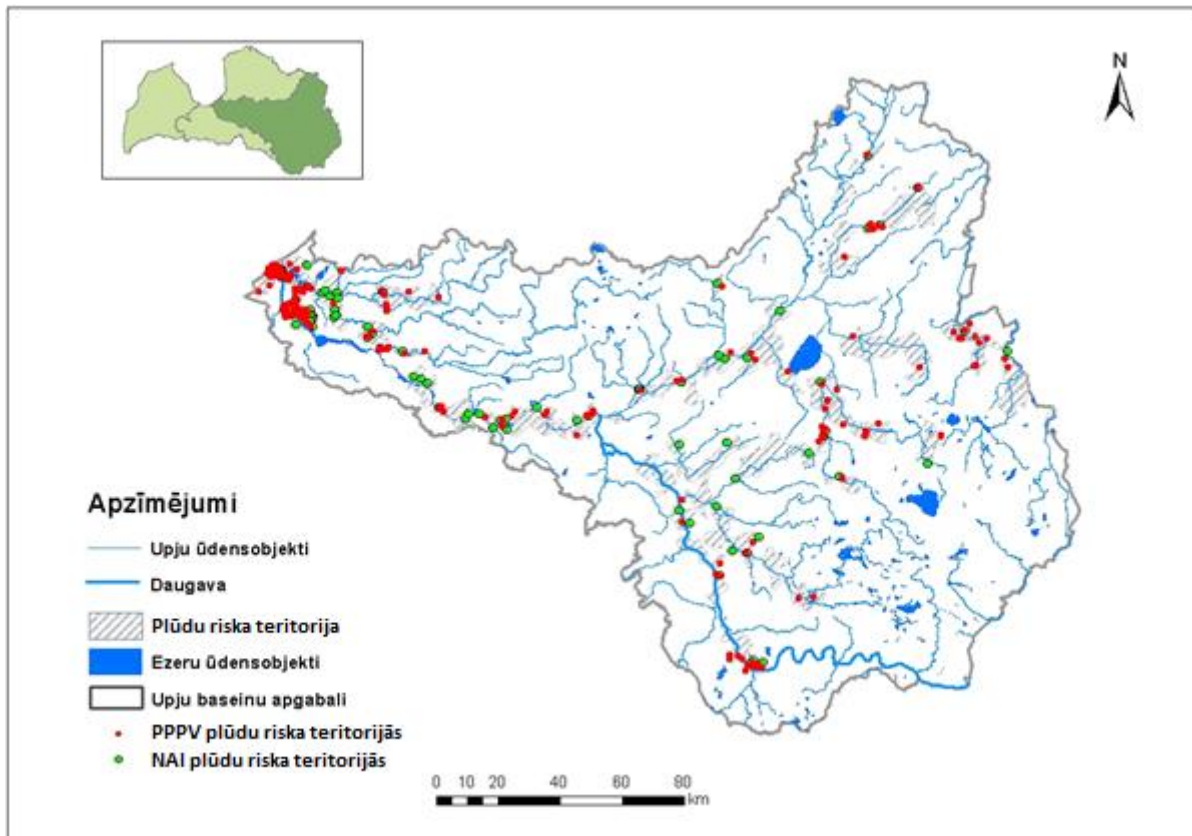 N
Apzīmējumi
Upju ūdensobjekti
Daugava
Plūdu riska teritorija
Ezeru ūdensobjekti
Upju baseinu apgabali
PPPV plūdu riska teritorijās
NAI plūdu riska teritorijās
0 10 20 40 60 80
km